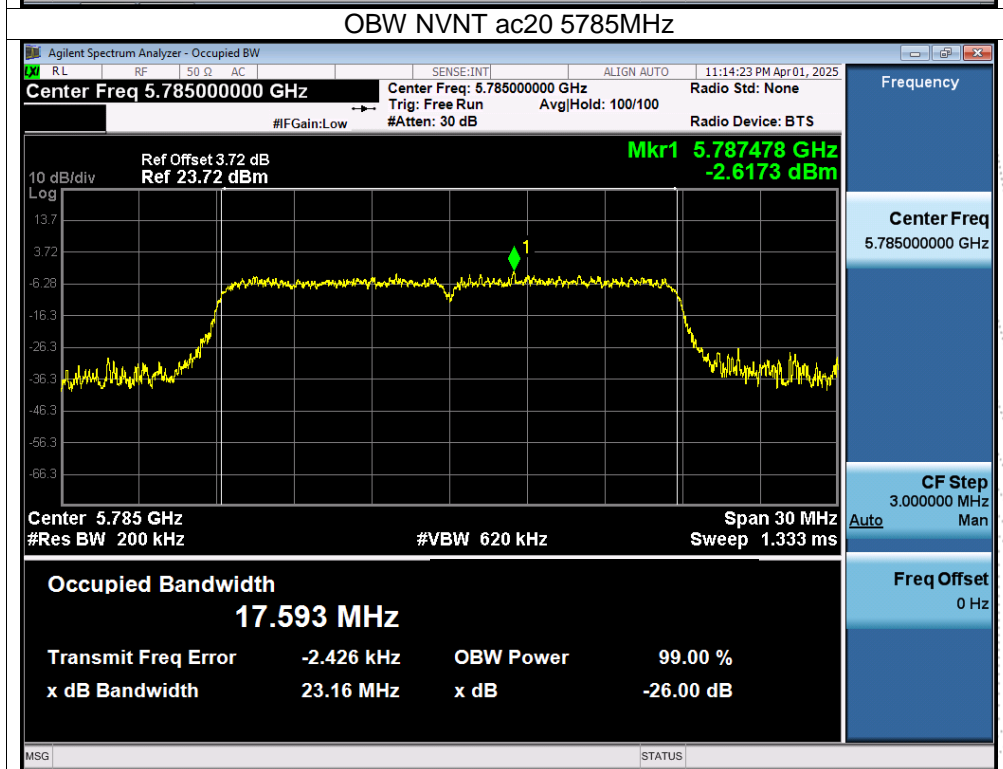 OBW NVNT ac20 5785MHz
Agilent Spectrum Analyzer - Occupied BW
LXI RL RF 50 Ω AC SENSE:INT ALIGN AUTO 11:14:23 PM Apr 01, 2025
Center Freq 5.785000000 GHz
#IFGain:Low
Center Freq: 5.785000000 GHz
Trig: Free Run Avg|Hold: 100/100
#Atten: 30 dB
Radio Std: None
Radio Device: BTS
Ref Offset 3.72 dB
10 dB/div Ref 23.72 dBm
Log
Mkr1 5.787478 GHz
-2.6173 dBm
13.7
3.72
1
-6.28
-16.3
-26.3
-36.3
-46.3
-56.3
-66.3
Center 5.785 GHz Span 30 MHz
#Res BW 200 kHz #VBW 620 kHz Sweep 1.333 ms
Occupied Bandwidth
17.593 MHz
Transmit Freq Error -2.426 kHz OBW Power 99.00 %
x dB Bandwidth 23.16 MHz x dB -26.00 dB
MSG STATUS
Frequency
Center Freq
5.785000000 GHz
CF Step
3.000000 MHz
Auto Man
Freq Offset
0 Hz